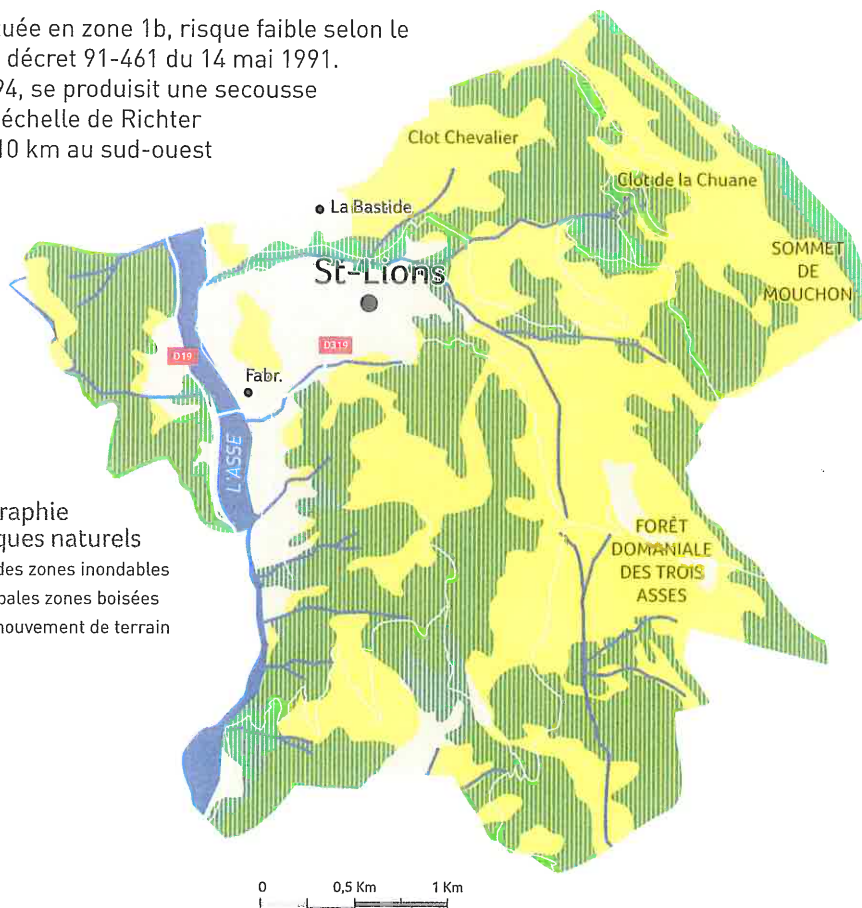 uée en zone 1b, risque faible selon le
décret 91-461 du 14 mai 1991.
94, se produisit une secousse
échelle de Richter
10 km au sud-ouest
Clot Chevalier
Clot de la Chuane
La Bastide
SOMMET
DE
MOUCHON
St-Lions
D319
D19
Fabr.
L'ASSE
raphie
ques naturels
des zones inondables
pales zones boisées
mouvement de terrain
FORÊT
DOMANIALE
DES TROIS
ASSES
0 0,5 Km 1 Km